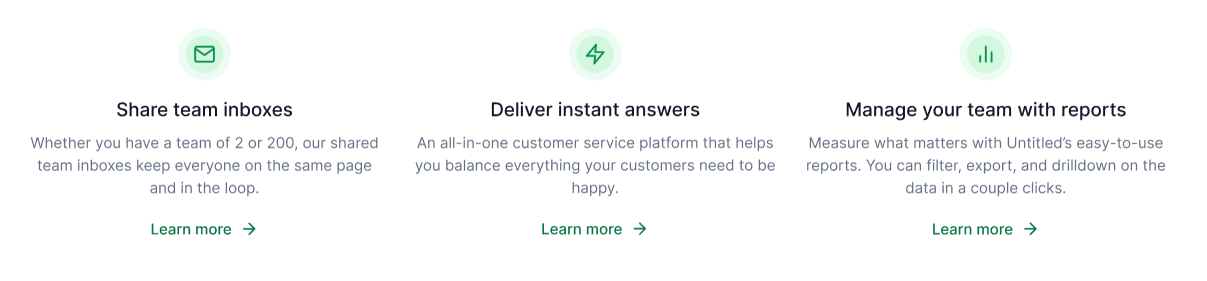 Share team inboxes
Whether you have a team of 2 or 200, our shared
team inboxes keep everyone on the same page
and in the loop.
Learn more
Deliver instant answers
An all-in-one customer service platform that helps
you balance everything your customers need to be
happy.
Learn more
Manage your team with reports
Measure what matters with Untitled’s easy-to-use
reports. You can filter, export, and drilldown on the
data in a couple clicks.
Learn more